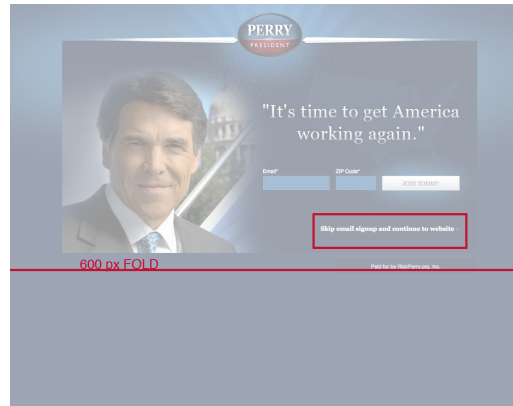 PERRY
PRESIDENT
"It's time to get America
working again."
Email* ZIP Code*
JOIN TODAY!
Skip email signup and continue to website
600 px FOLD
Paid for by RickPerry.org, Inc.